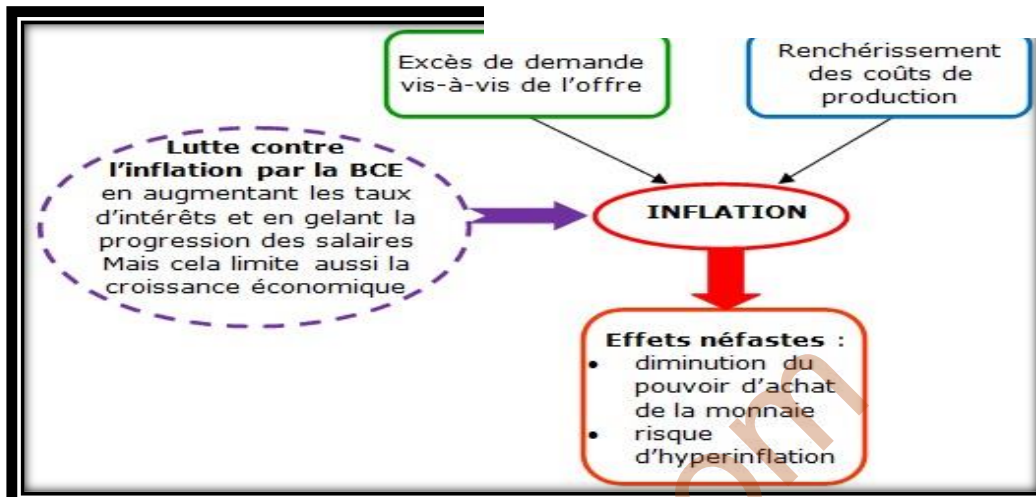 Excès de demande
vis-à-vis de l'offre
Renchérissement
des coûts de
production
Lutte contre
l'inflation par la BCE
en augmentant les taux
d'intérêts et en gelant la
progression des salaires
Mais cela limite aussi la
croissance économique
INFLATION
Effets néfastes :
• diminution du
pouvoir d'achat
de la monnaie
• risque
d'hyperinflation
om